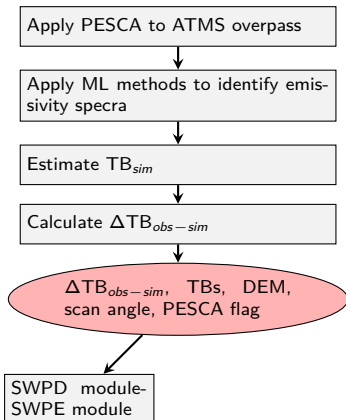 Apply PESCA to ATMS overpass
Apply ML methods to identify emis-
sivity spectra
Estimate TB_sim
Calculate ΔTB_obs−sim
ΔTB_obs−sim, TBs, DEM,
scan angle, PESCA flag
SWPD module-
SWPE module